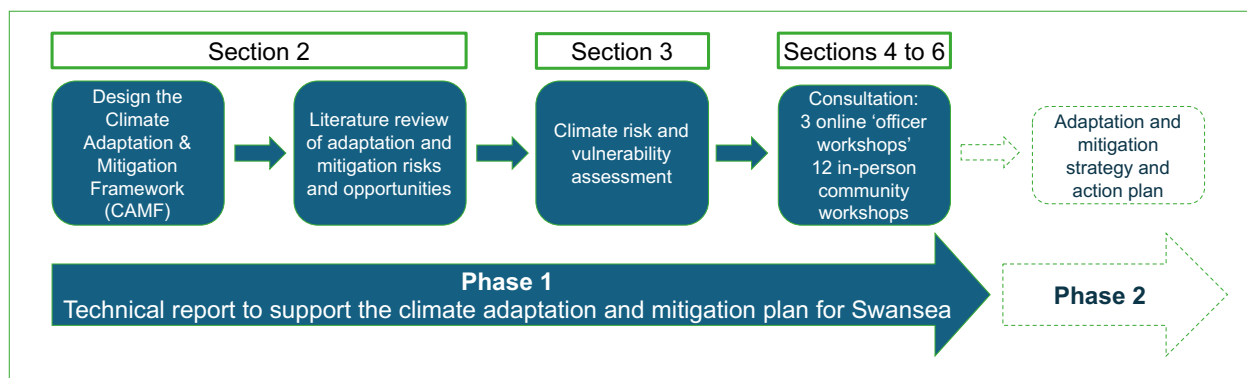 Section 2
Section 3
Sections 4 to 6
Design the
Climate
Adaptation &
Mitigation
Framework
(CAMF)
Literature review
of adaptation and
mitigation risks
and opportunities
Climate risk and
vulnerability
assessment
Consultation:
3 online ‘officer
workshops’
12 in-person
community
workshops
Adaptation and
mitigation
strategy and
action plan
Phase 1
Technical report to support the climate adaptation and mitigation plan for Swansea
Phase 2